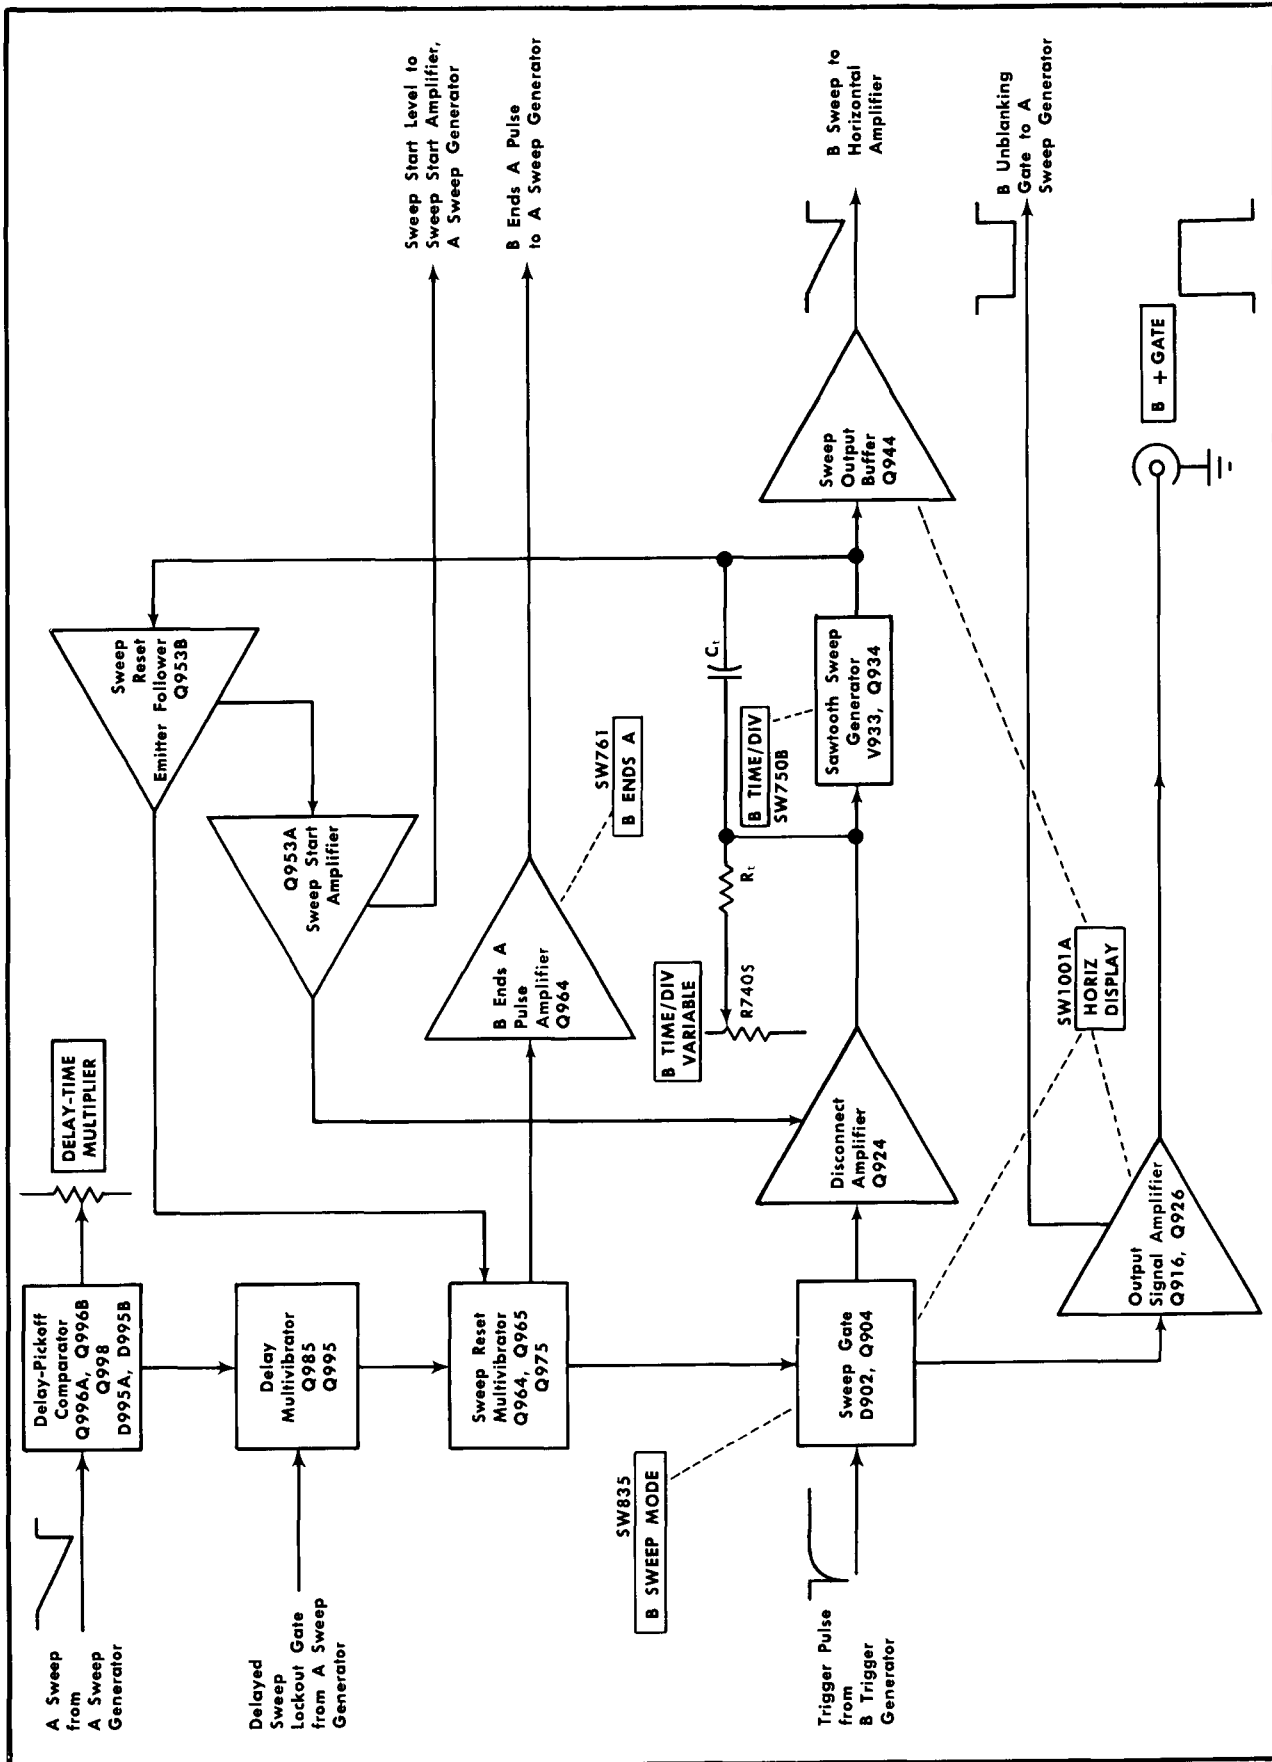 A Sweep
from
A Sweep
Generator
Delay-Pickoff
Comparator
Q996A, Q996B
Q998
D995A, D995B
DELAY-TIME
MULTIPLIER
Sweep
Reset
Emitter Follower
Q953B
Delayed
Sweep
Lockout Gate
from A Sweep
Generator
Delay
Multivibrator
Q985
Q995
Q953A
Sweep Start
Amplifier
Sweep Start Level to
Sweep Start Amplifier,
A Sweep Generator
Sweep Reset
Multivibrator
Q964, Q965
Q975
B Ends A
Pulse
Amplifier
Q964
SW761
B ENDS A
B Ends A Pulse
to A Sweep Generator
SW835
B SWEEP MODE
B TIME/DIV
VARIABLE
R740S
Rt
Ct
B TIME/DIV
SW750B
Trigger Pulse
from
B Trigger
Generator
Sweep Gate
D902, Q904
Disconnect
Amplifier
Q924
Sawtooth Sweep
Generator
V933, Q934
Sweep
Output
Buffer
Q944
B Sweep to
Horizontal
Amplifier
SW1001A
HORIZ
DISPLAY
B Unblanking
Gate to A
Sweep Generator
Output
Signal Amplifier
Q916, Q926
B +GATE